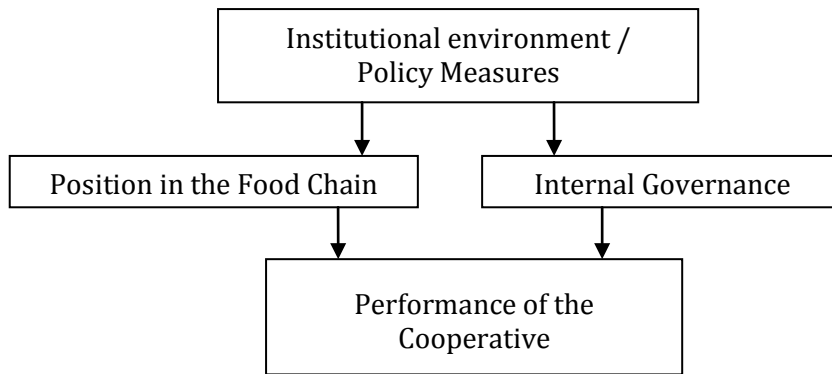 Institutional environment /
Policy Measures
Position in the Food Chain
Internal Governance
Performance of the
Cooperative